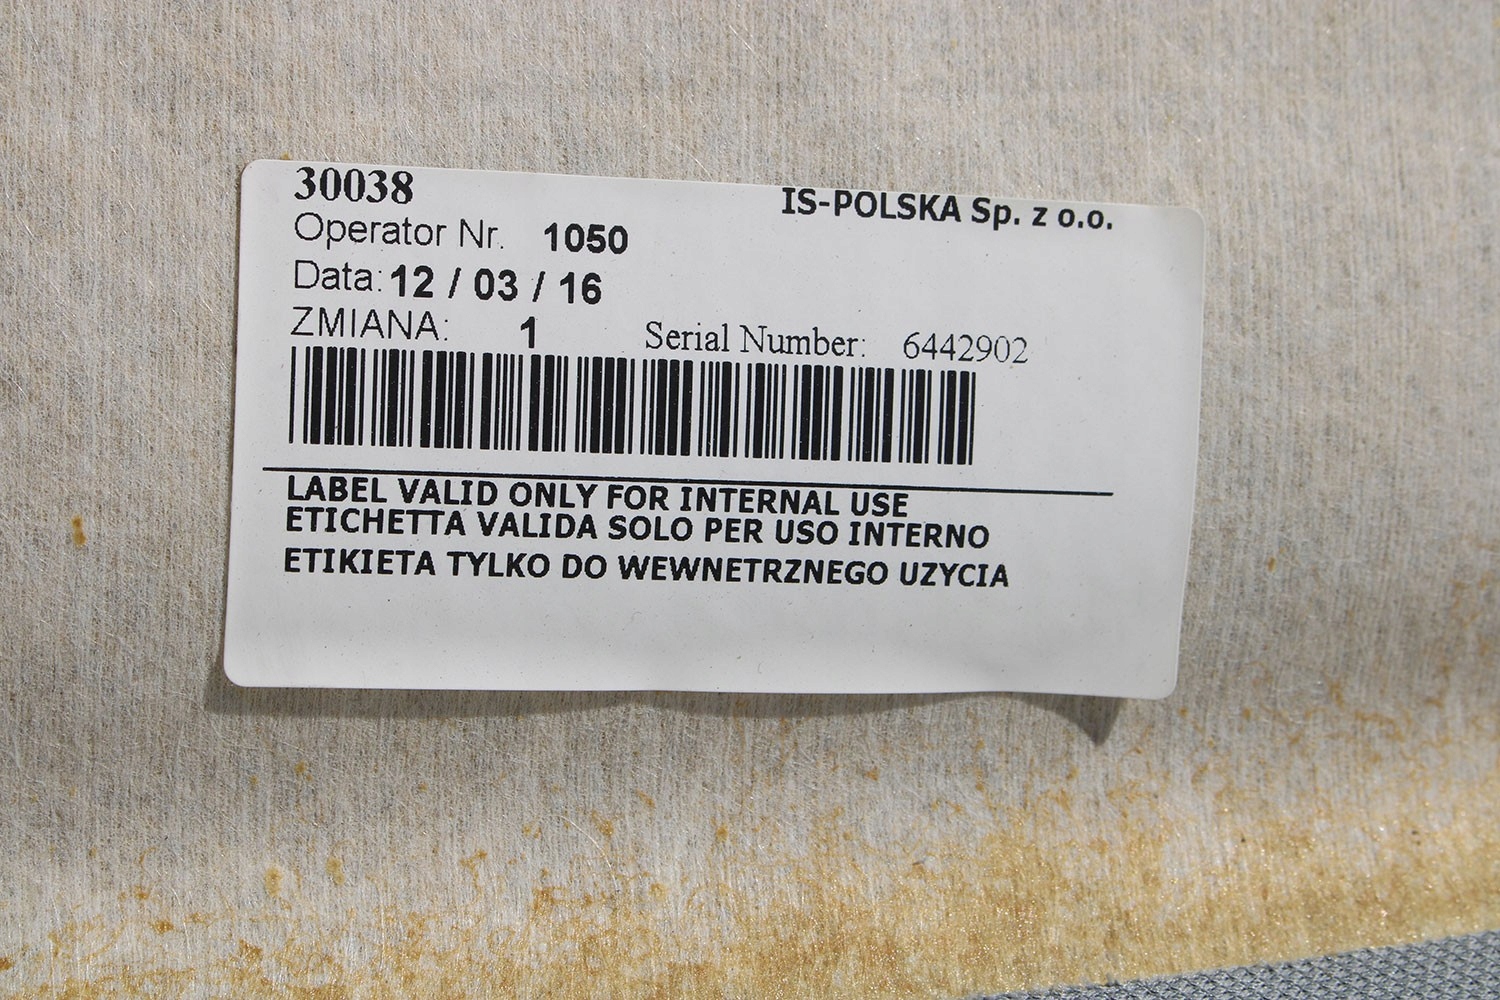 30038
IS-POLSKA Sp. z o.o.
Operator Nr. 1050
Data: 12 / 03 / 16
ZMIANA: 1 Serial Number: 6442902
LABEL VALID ONLY FOR INTERNAL USE
ETICHETTA VALIDA SOLO PER USO INTERNO
ETIKIETA TYLKO DO WEWNETRZNEGO UZYCIA